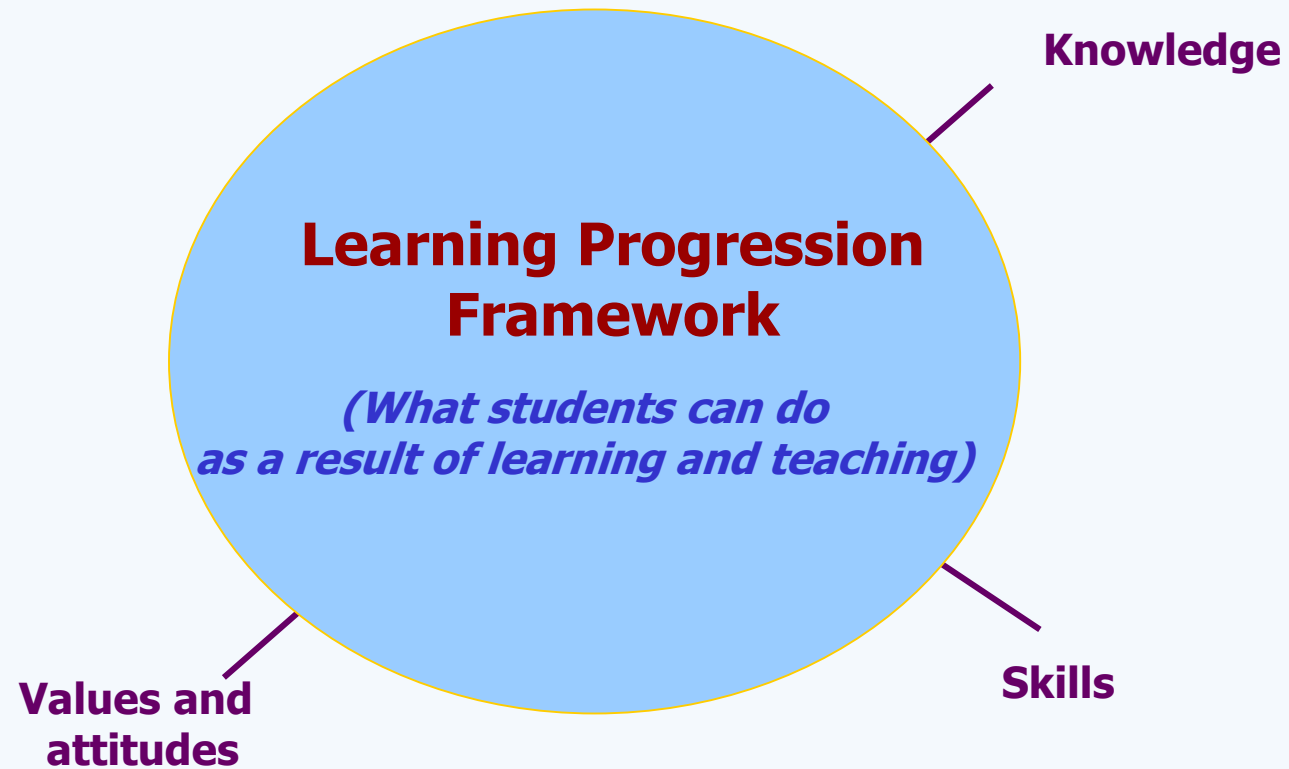 Knowledge
Learning Progression
Framework
(What students can do
as a result of learning and teaching)
Skills
Values and
attitudes